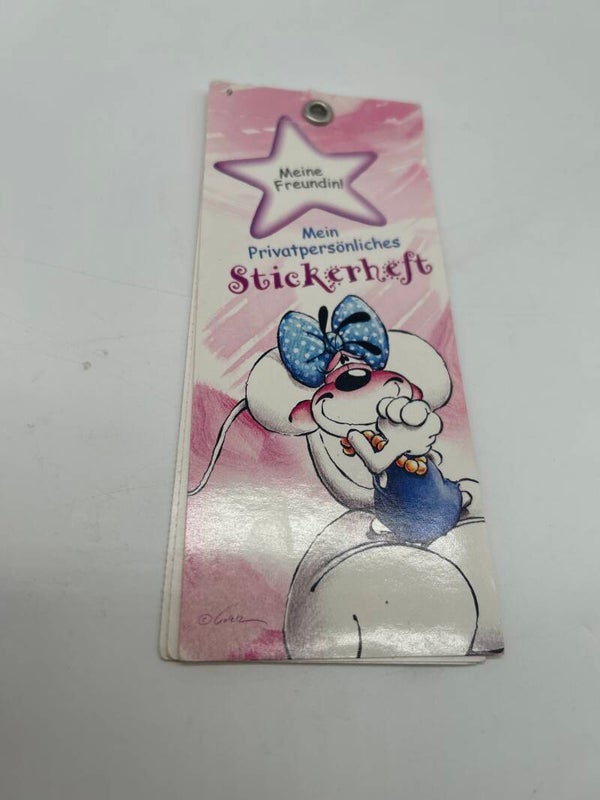 Meine
Freundin!
Mein
Privatpersönliches
Stickerheft
©